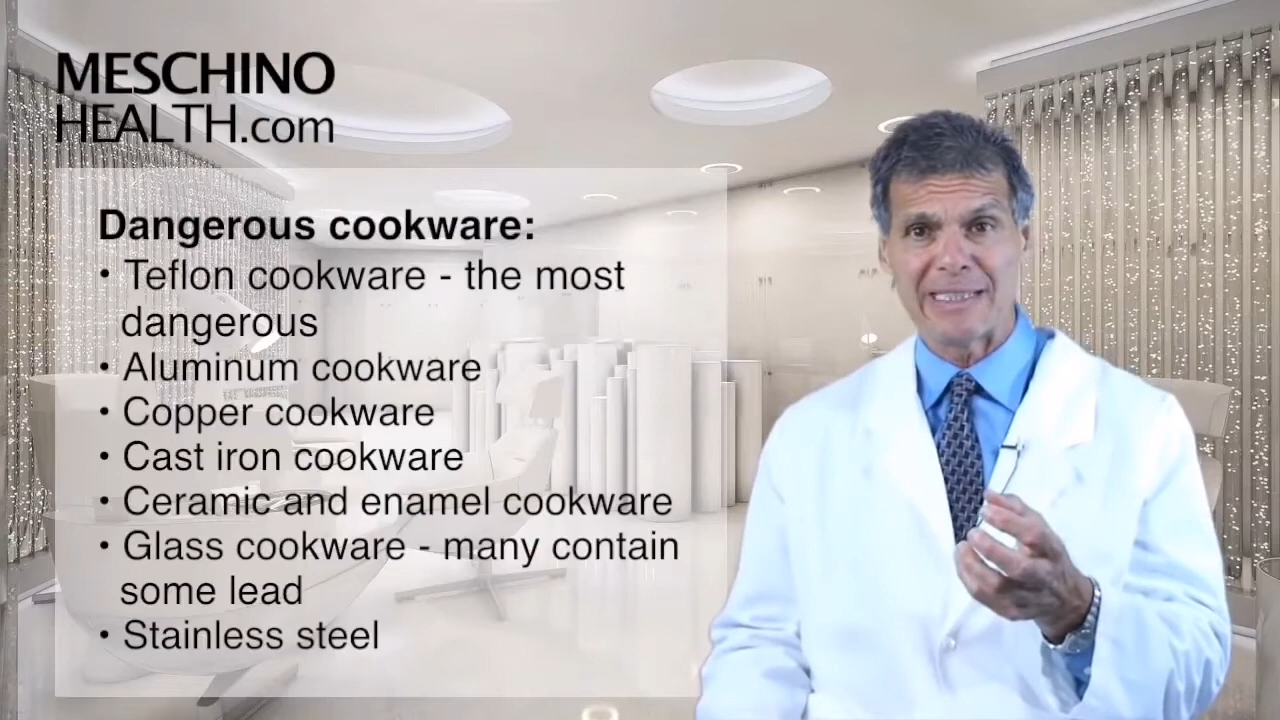 MESCHINO
HEALTH.com
Dangerous cookware:
• Teflon cookware - the most
dangerous
• Aluminum cookware
• Copper cookware
• Cast iron cookware
• Ceramic and enamel cookware
• Glass cookware - many contain
some lead
• Stainless steel